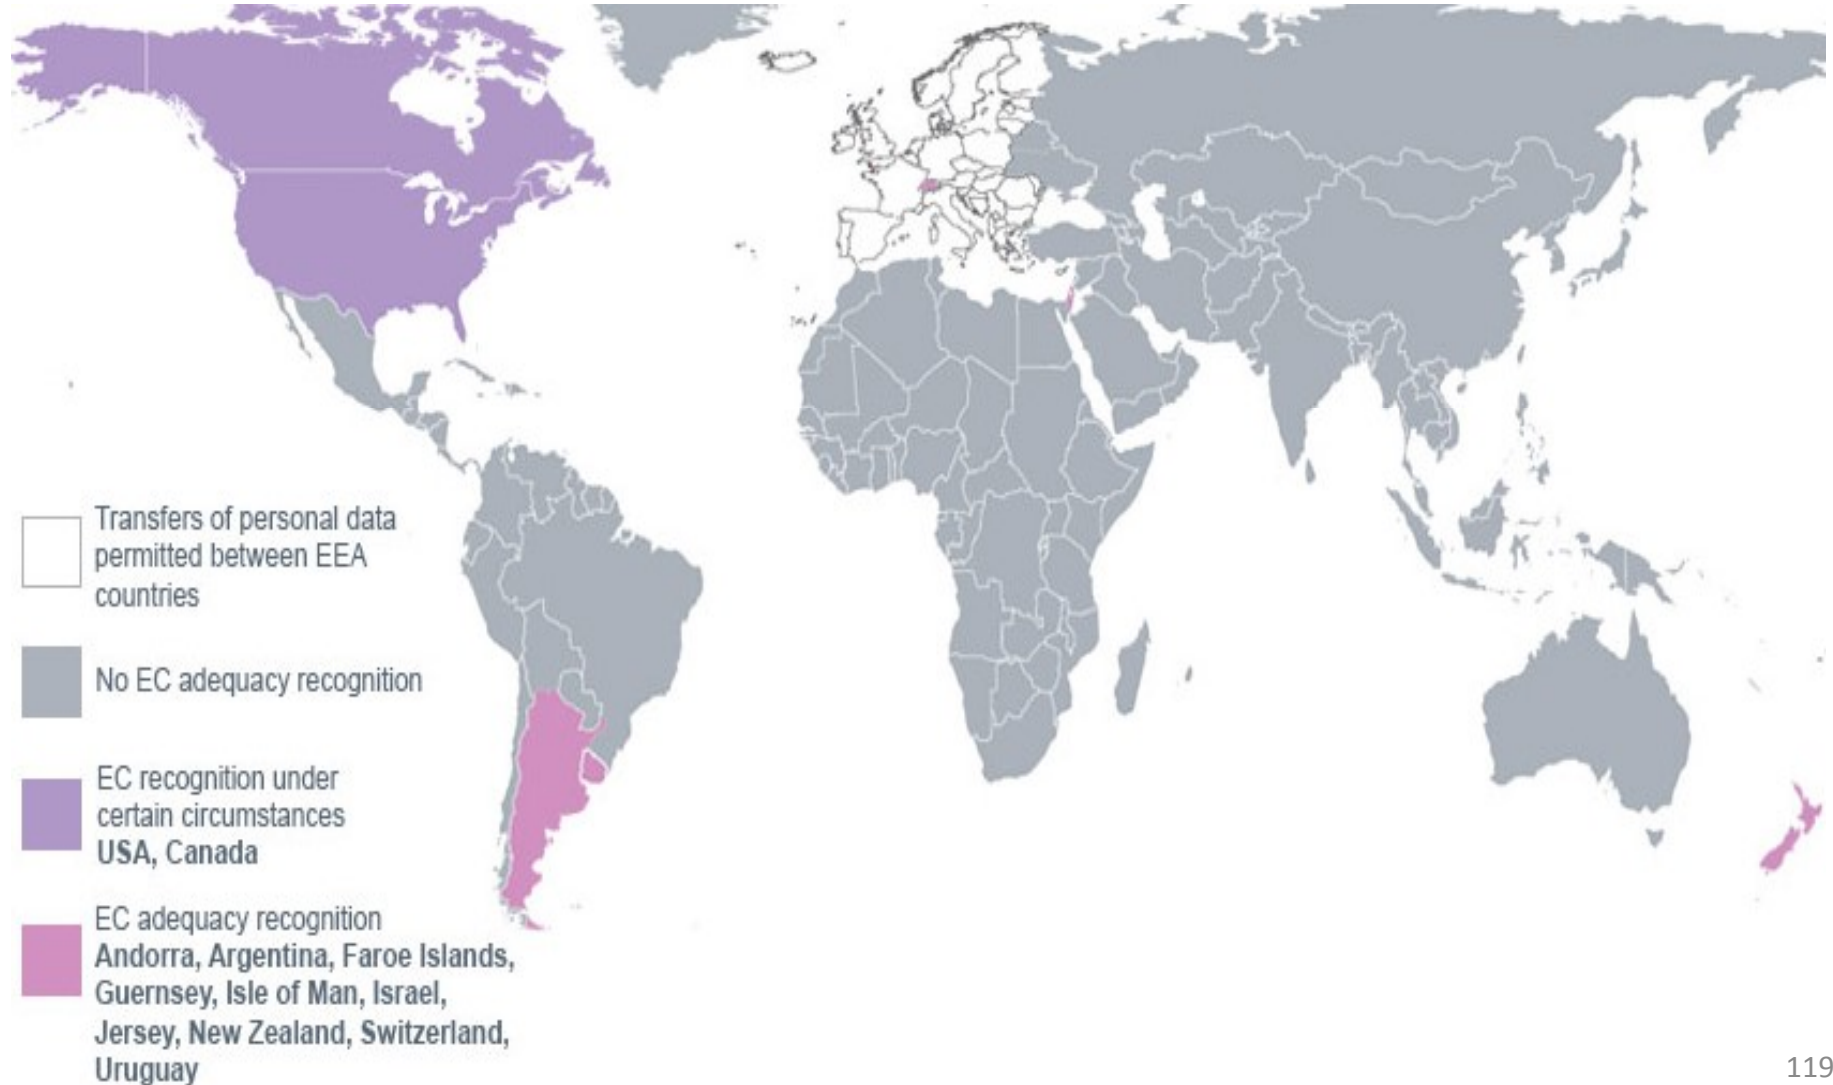 Transfers of personal data
permitted between EEA
countries
No EC adequacy recognition
EC recognition under
certain circumstances
USA, Canada
EC adequacy recognition
Andorra, Argentina, Faroe Islands,
Guernsey, Isle of Man, Israel,
Jersey, New Zealand, Switzerland,
Uruguay
119